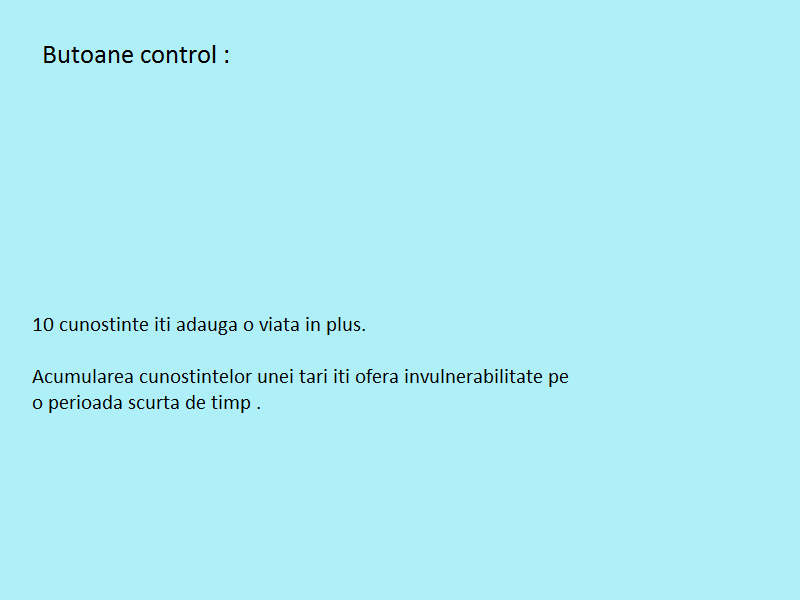 Butoane control :
10 cunostinte iti adauga o viata in plus.
Acumularea cunostintelor unei tari iti ofera invulnerabilitate pe
o perioada scurta de timp .